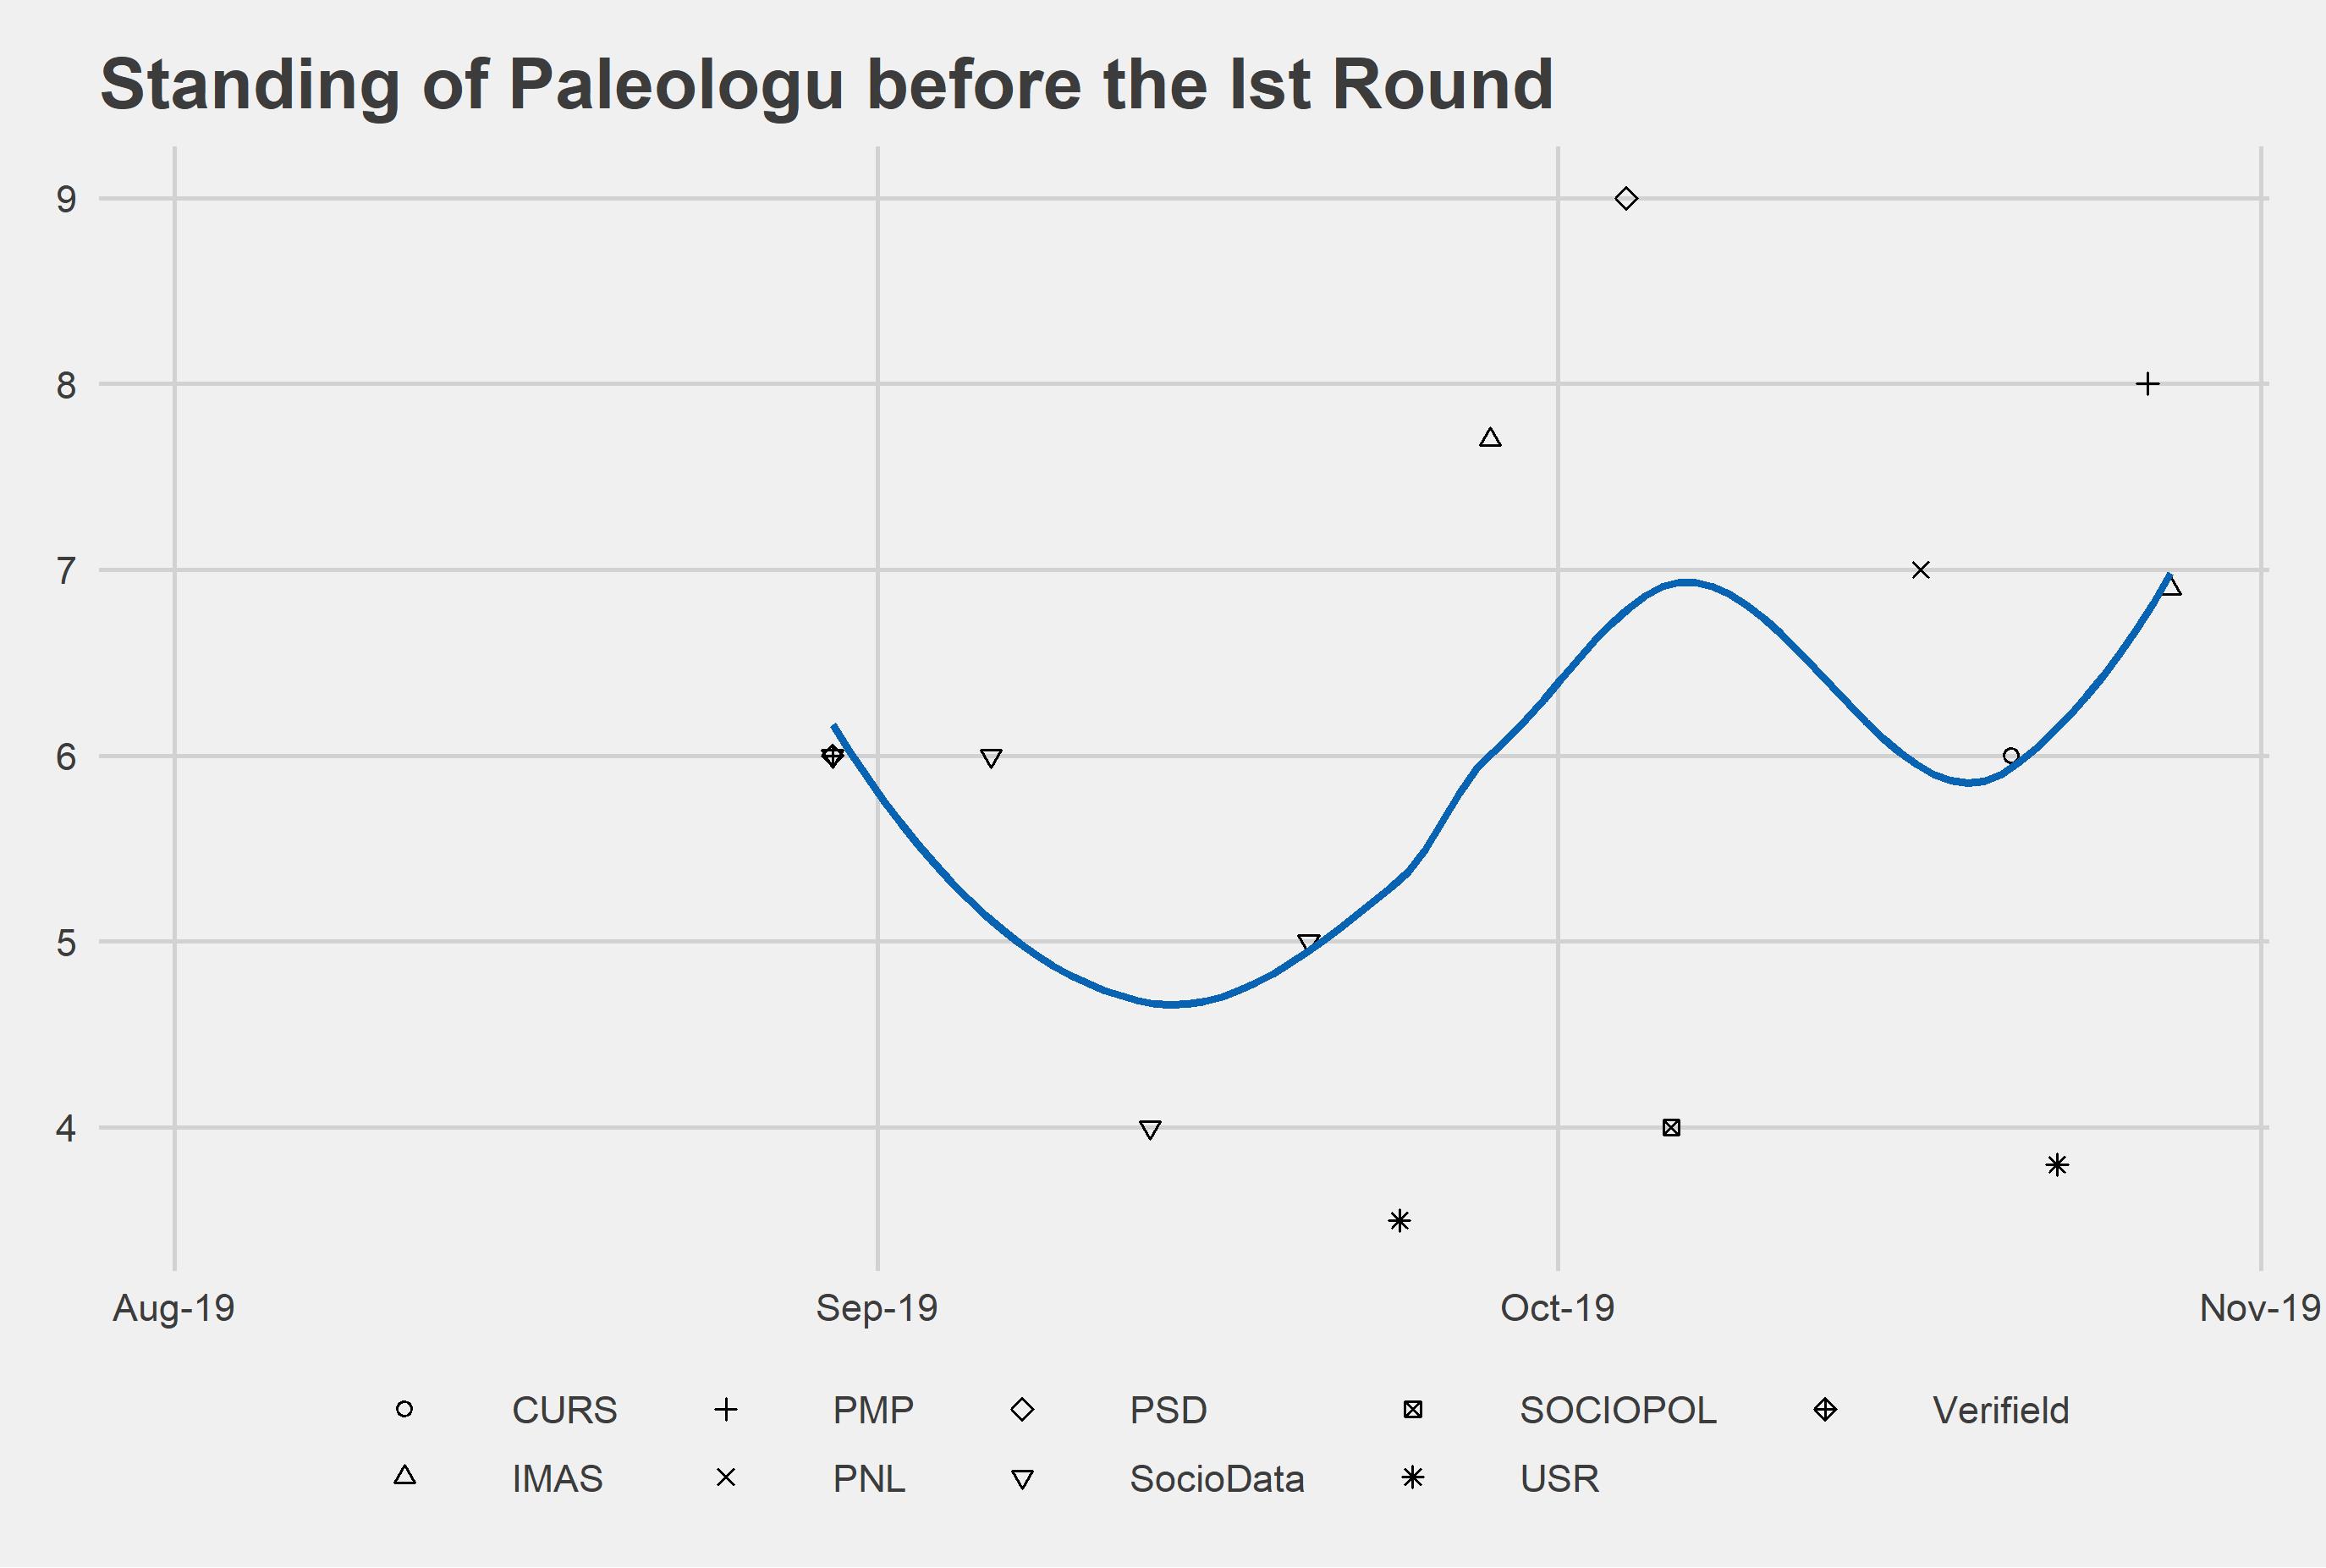 Standing of Paleologu before the Ist Round
9
8
7
6
5
4
Aug-19 Sep-19 Oct-19 Nov-19
CURS PMP PSD SOCIOPOL Verifield
IMAS PNL SocioData USR